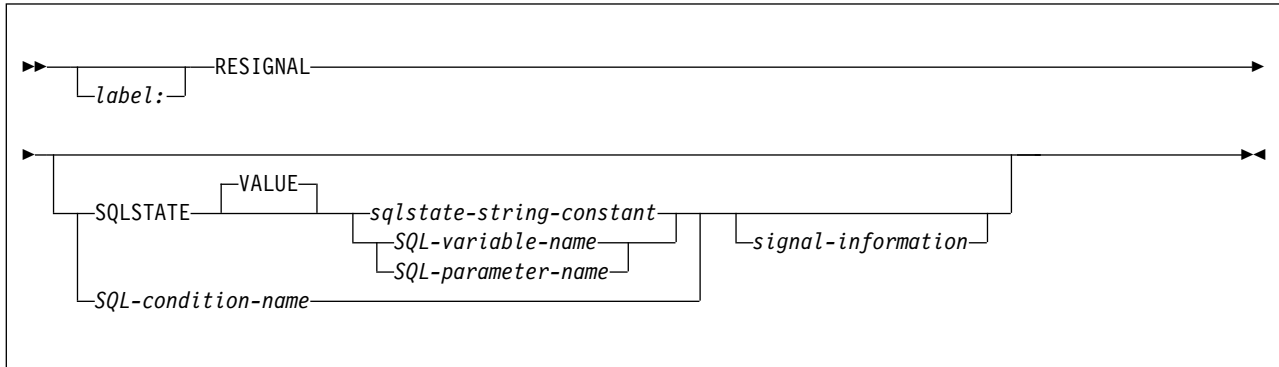 RESIGNAL
label:
VALUE
SQLSTATE sqlstate-string-constant
SQL-variable-name signal-information
SQL-parameter-name
SQL-condition-name